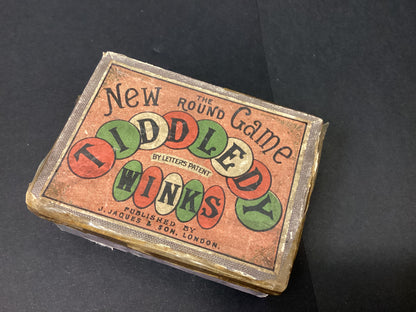 New THE ROUND Game
TIDDLEDY
BY LETTERS PATENT
WINKS
PUBLISHED BY
J. JAQUES & SON, LONDON.